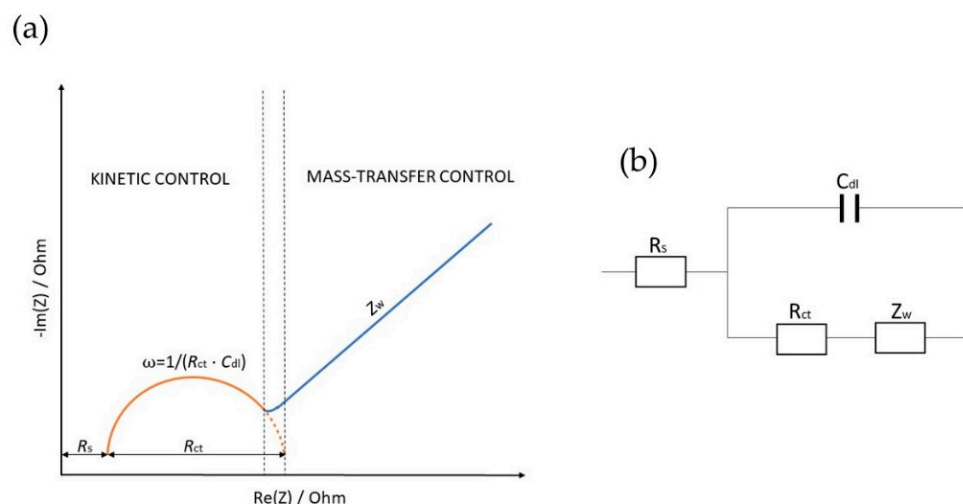 (a)
KINETIC CONTROL
MASS-TRANSFER CONTROL
-Im(Z) / Ohm
Zw
ω=1/(Rct · Cdl)
Rs
Rct
Re(Z) / Ohm
(b)
Cdl
Rs
Rct
Zw